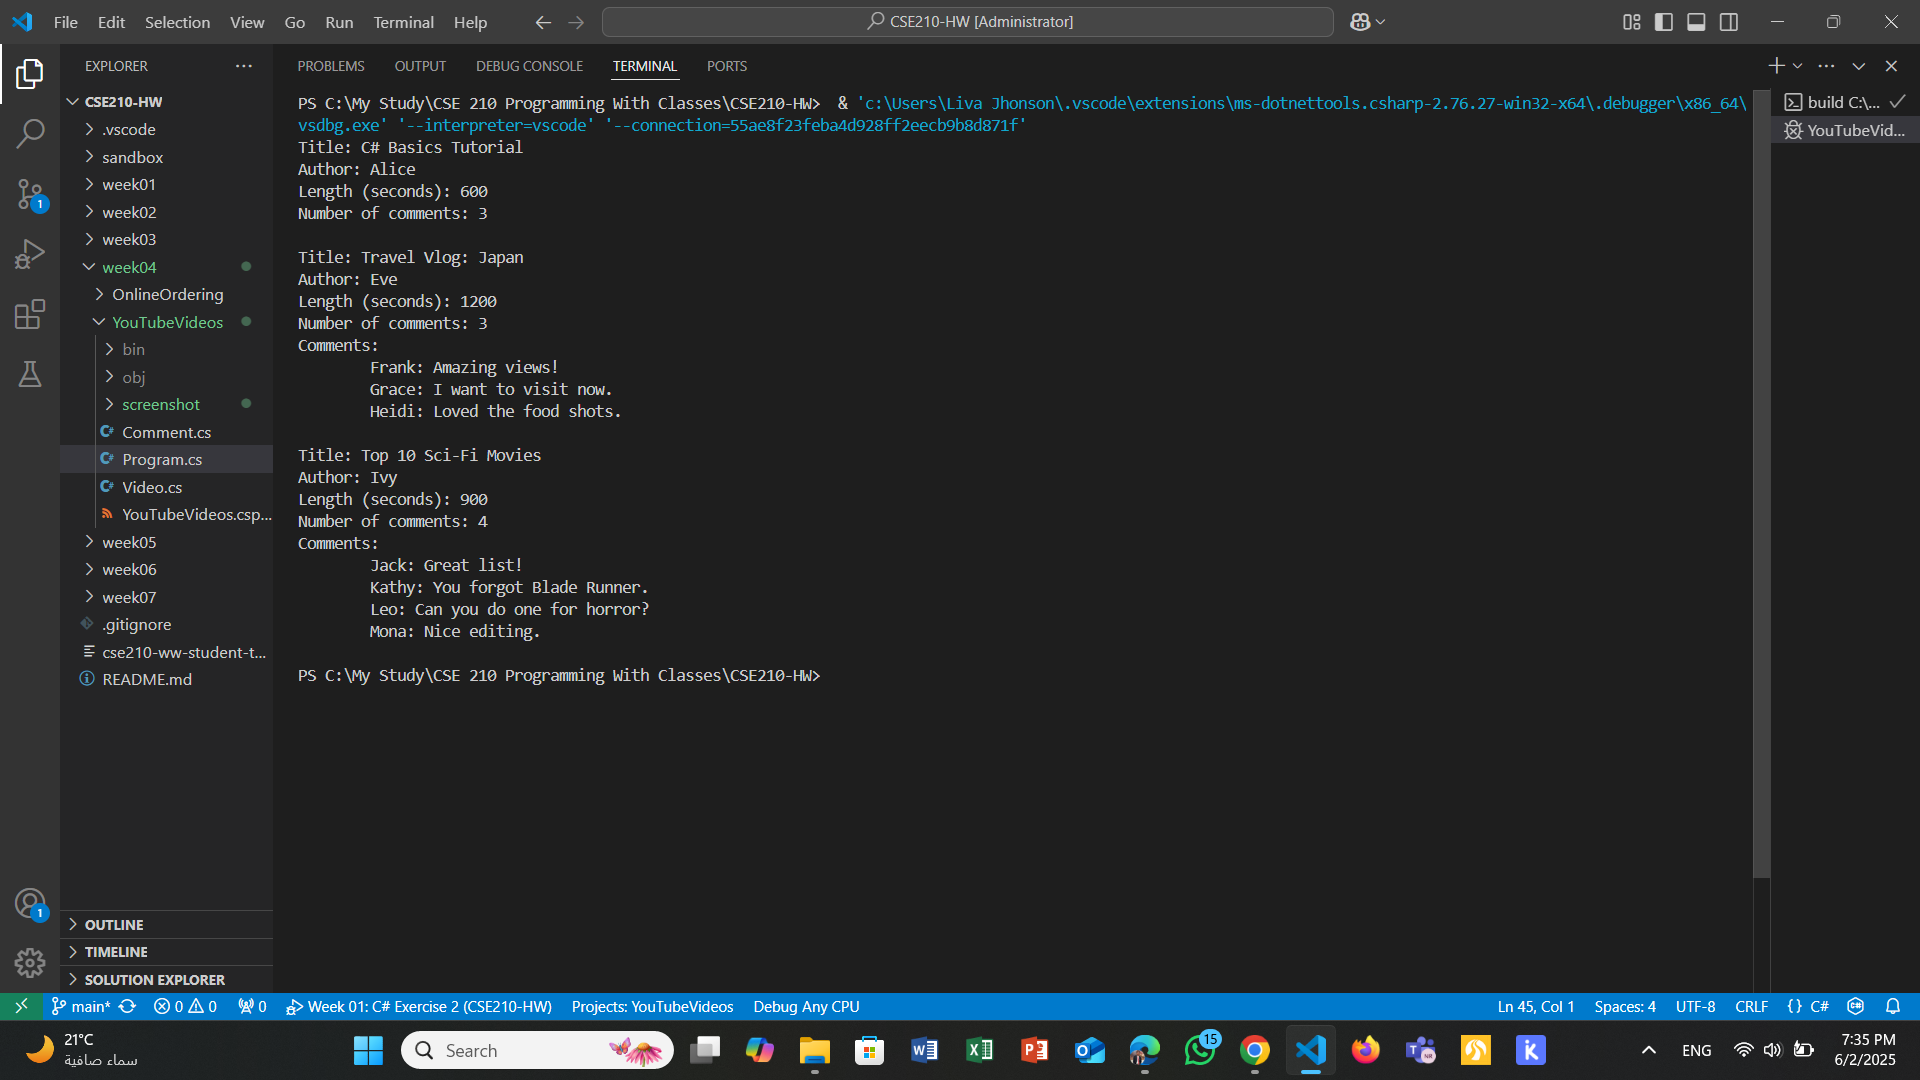 File Edit Selection View Go Run Terminal Help
CSE210-HW [Administrator]
EXPLORER
CSE210-HW
.vscode
sandbox
week01
week02
week03
week04
OnlineOrdering
YouTubeVideos
bin
obj
screenshot
Comment.cs
Program.cs
Video.cs
YouTubeVideos.csp...
week05
week06
week07
.gitignore
cse210-ww-student-t...
README.md
OUTLINE
TIMELINE
SOLUTION EXPLORER
1
1
PROBLEMS OUTPUT DEBUG CONSOLE TERMINAL PORTS
PS C:\My Study\CSE 210 Programming With Classes\CSE210-HW>  & 'c:\Users\Liva Jhonson\.vscode\extensions\ms-dotnettools.csharp-2.76.27-win32-x64\.debugger\x86_64\
vsdbg.exe' '--interpreter=vscode' '--connection=55ae8f23feba4d928ff2eecb9b8d871f'
Title: C# Basics Tutorial
Author: Alice
Length (seconds): 600
Number of comments: 3
Title: Travel Vlog: Japan
Author: Eve
Length (seconds): 1200
Number of comments: 3
Comments:
Frank: Amazing views!
Grace: I want to visit now.
Heidi: Loved the food shots.
Title: Top 10 Sci-Fi Movies
Author: Ivy
Length (seconds): 900
Number of comments: 4
Comments:
Jack: Great list!
Kathy: You forgot Blade Runner.
Leo: Can you do one for horror?
Mona: Nice editing.
PS C:\My Study\CSE 210 Programming With Classes\CSE210-HW>
build C:\...
YouTubeVid...
main* 0 0 0 Week 01: C# Exercise 2 (CSE210-HW) Projects: YouTubeVideos Debug Any CPU
Ln 45, Col 1 Spaces: 4 UTF-8 CRLF {} C#
21°C
سماء صافية
Search
15
ENG
7:35 PM
6/2/2025